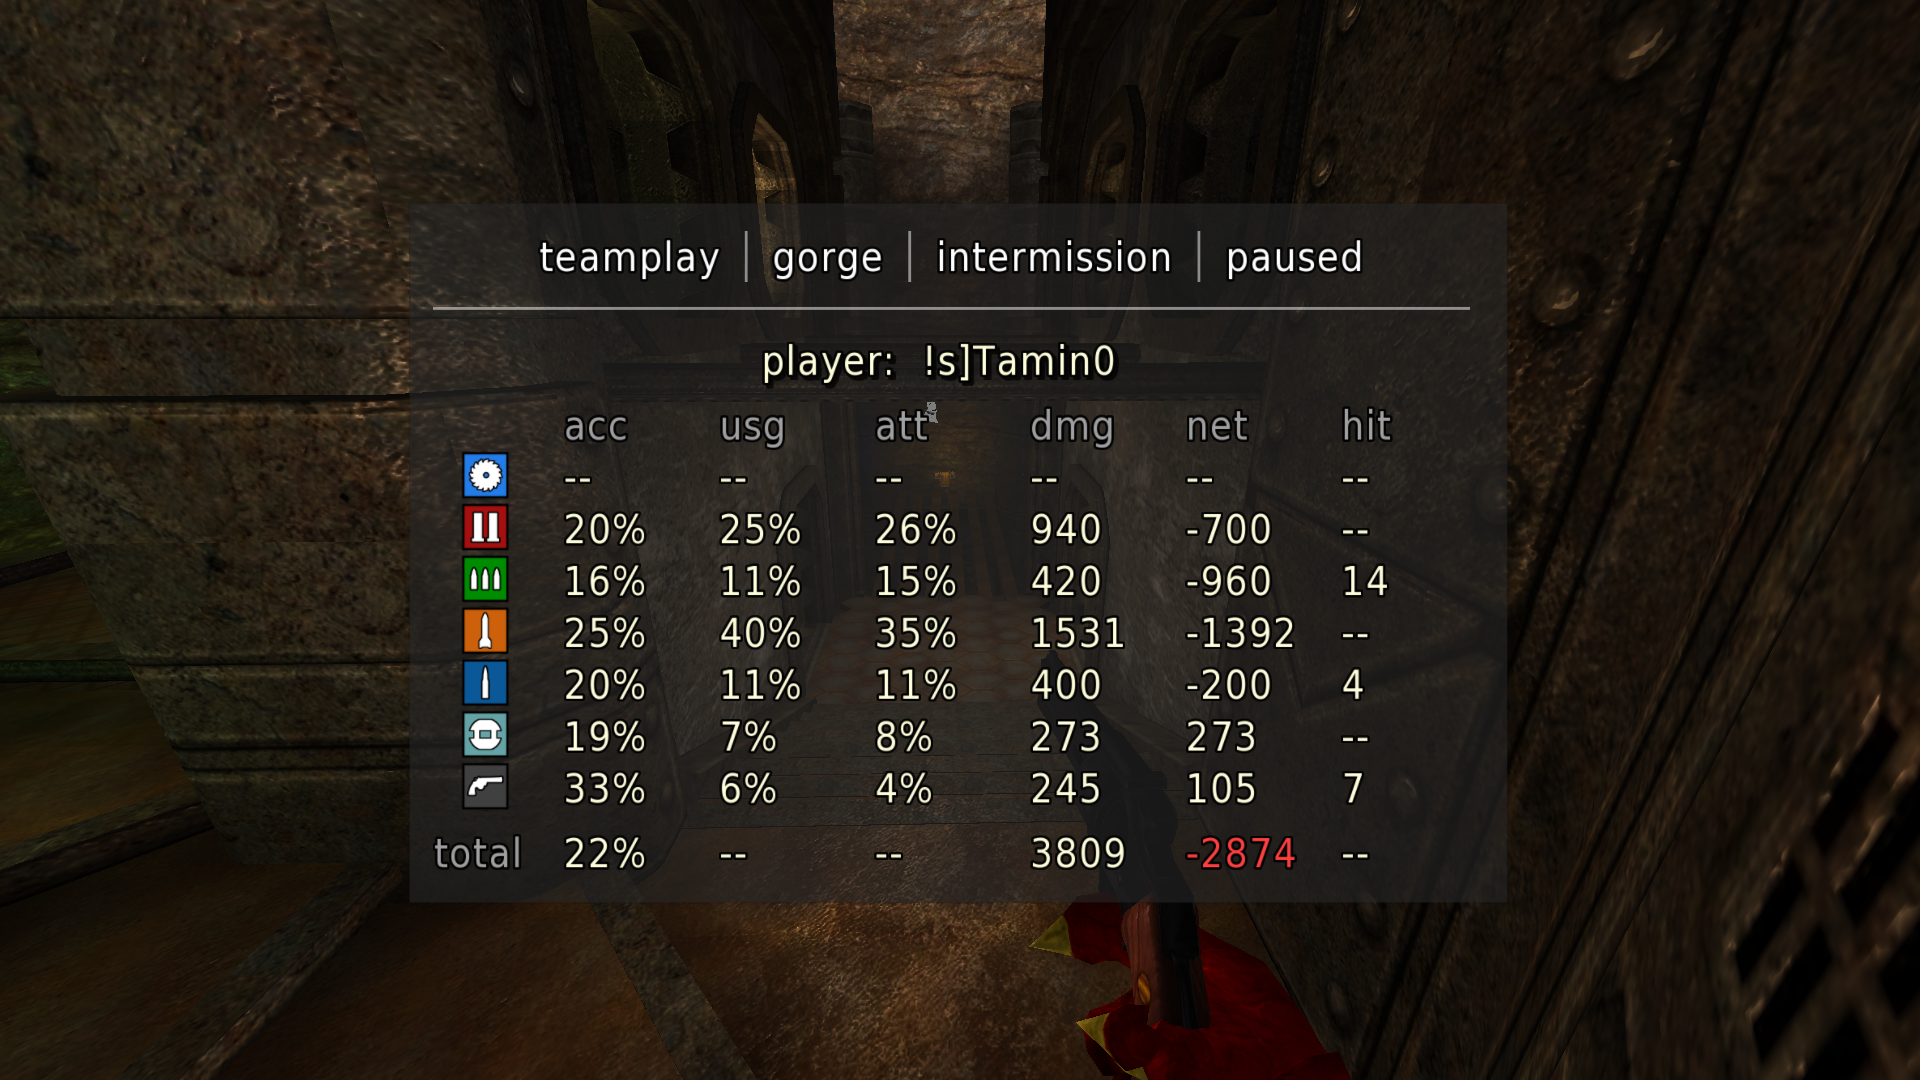 teamplay | gorge | intermission | paused
player: !s]Tamin0
acc usg att dmg net hit
-- -- -- -- -- --
20% 25% 26% 940 -700 --
16% 11% 15% 420 -960 14
25% 40% 35% 1531 -1392 --
20% 11% 11% 400 -200 4
19% 7% 8% 273 273 --
33% 6% 4% 245 105 7
total 22% -- -- 3809 -2874 --